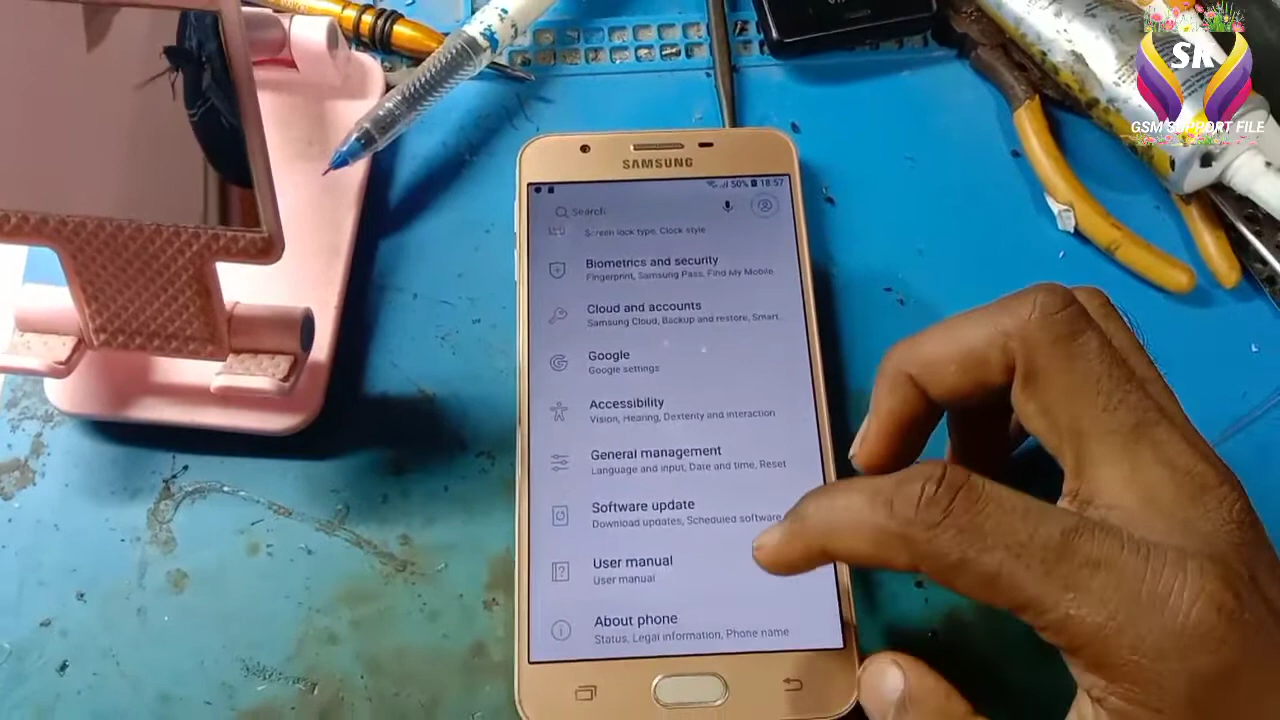 SR
GSM SUPPORT FILE
SAMSUNG
50% 18:57
Search
Screen lock type, Clock style
Biometrics and security
Fingerprint, Samsung Pass, Find My Mobile
Cloud and accounts
Samsung Cloud, Backup and restore, Smart
Google
Google settings
Accessibility
Vision, Hearing, Dexterity and interaction
General management
Language and input, Date and time, Reset
Software update
Download updates, Scheduled software
User manual
User manual
About phone
Status, Legal information, Phone name